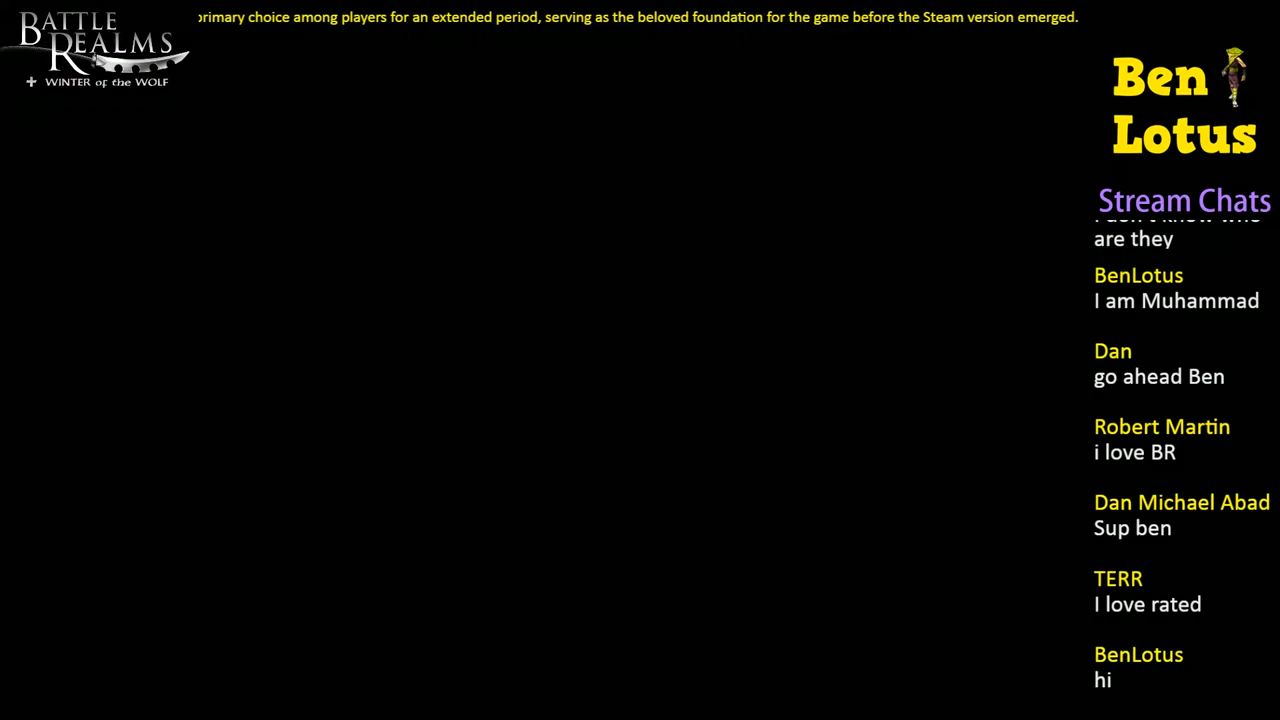 primary choice among players for an extended period, serving as the beloved foundation for the game before the Steam version emerged.
BATTLE
REALMS
+ WINTER of the WOLF
Ben
Lotus
Stream Chats
are they
BenLotus
I am Muhammad
Dan
go ahead Ben
Robert Martin
i love BR
Dan Michael Abad
Sup ben
TERR
I love rated
BenLotus
hi